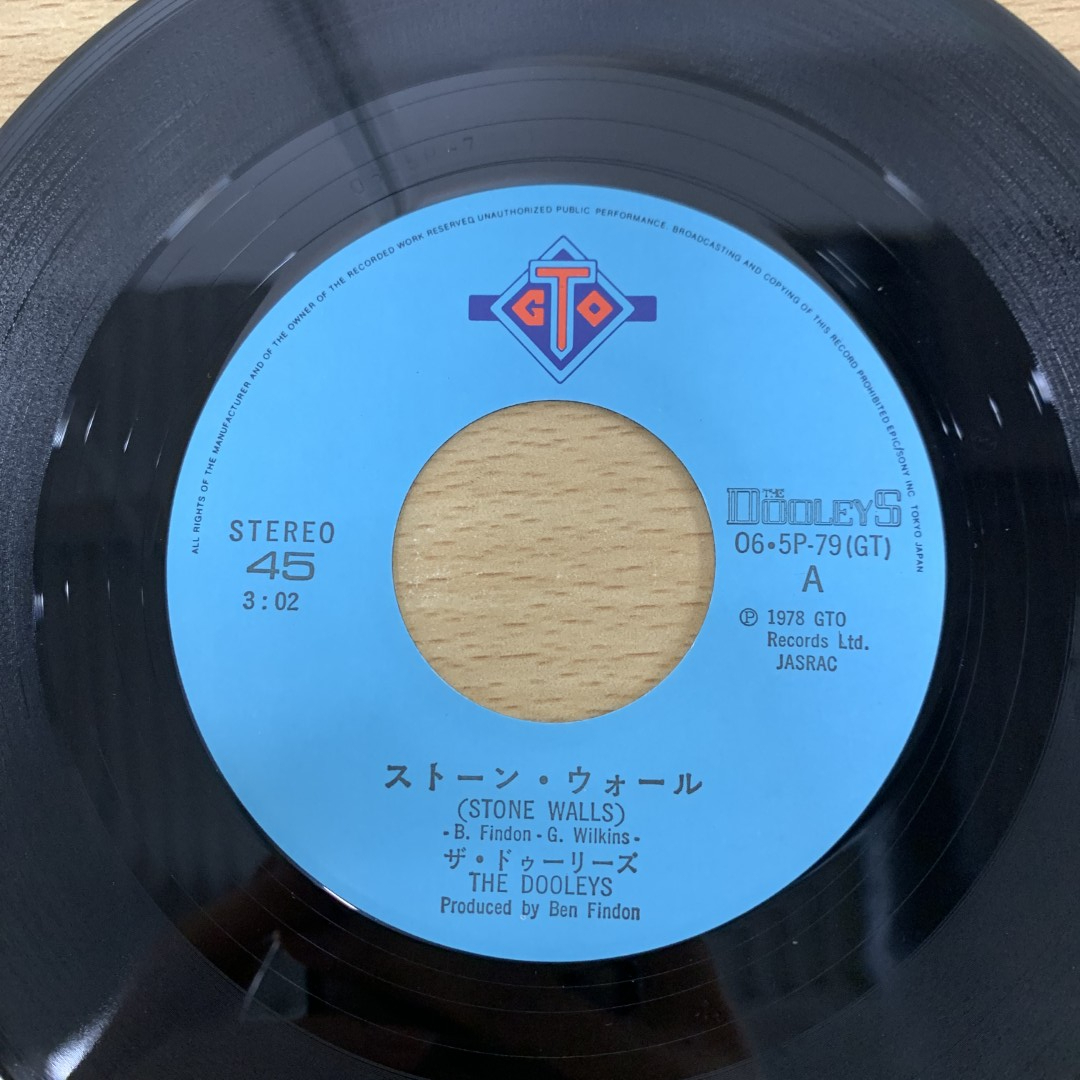 ALL RIGHTS OF THE MANUFACTURER AND OF THE OWNER OF THE RECORDED WORK RESERVED. UNAUTHORIZED PUBLIC PERFORMANCE. BROADCASTING AND COPYING OF THIS RECORD PROHIBITED EPIC/SONY INC. TOKYO JAPAN
GTO
STEREO
45
3:02
THE DOOLEYS
06・5P-79(GT)
A
℗ 1978 GTO
Records Ltd.
JASRAC
ストーン・ウォール
(STONE WALLS)
- B. Findon - G. Wilkins -
ザ・ドゥーリーズ
THE DOOLEYS
Produced by Ben Findon